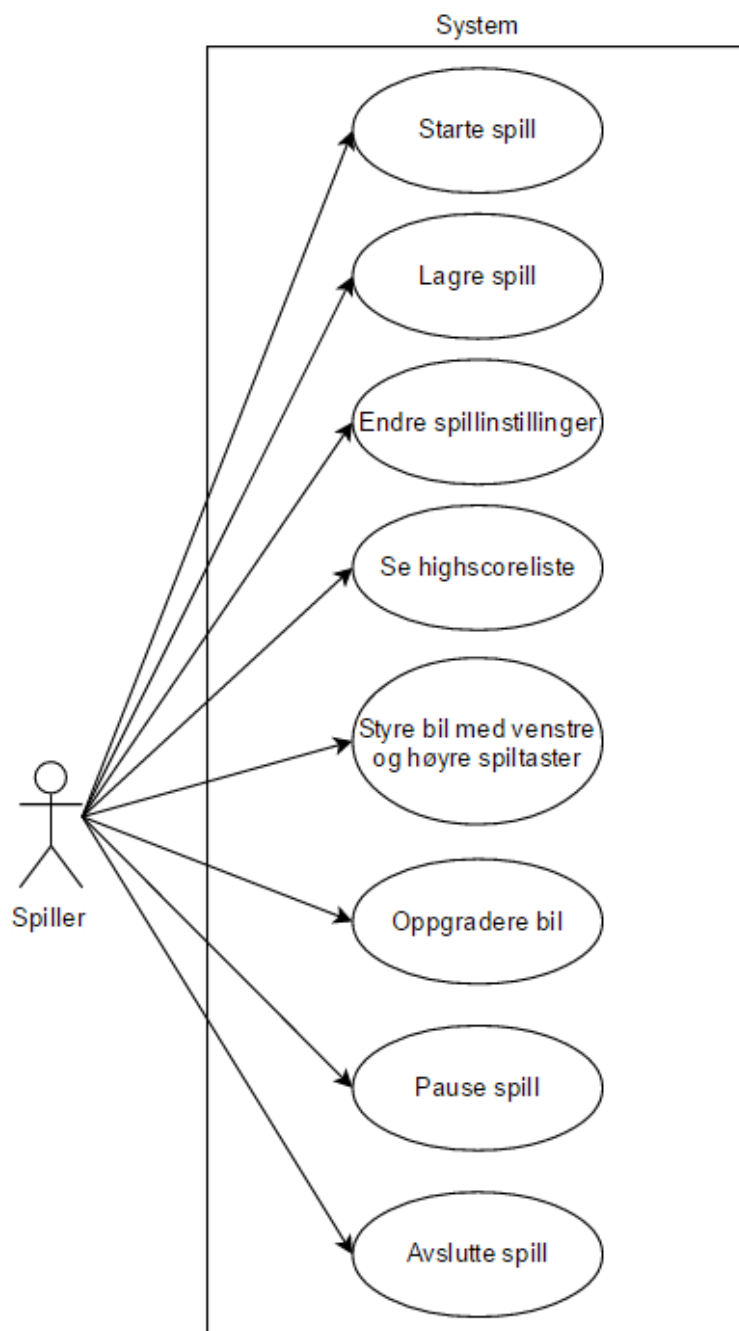 System
Starte spill
Lagre spill
Endre spillinstillinger
Se highscoreliste
Styre bil med venstre
og høyre spiltaster
Spiller
Oppgradere bil
Pause spill
Avslutte spill